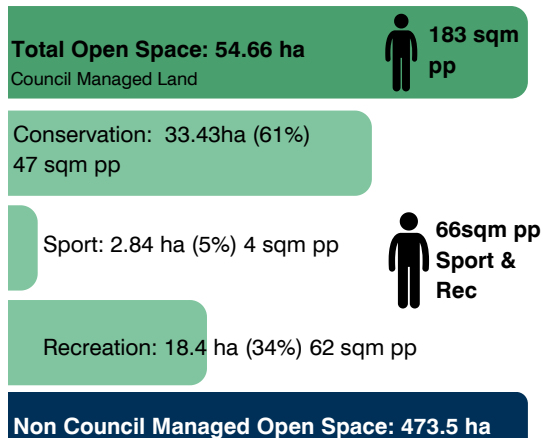 Total Open Space: 54.66 ha
Council Managed Land
183 sqm
pp
Conservation:  33.43ha (61%)
47 sqm pp
Sport: 2.84 ha (5%) 4 sqm pp
66sqm pp
Sport &
Rec
Recreation: 18.4 ha (34%) 62 sqm pp
Non Council Managed Open Space: 473.5 ha